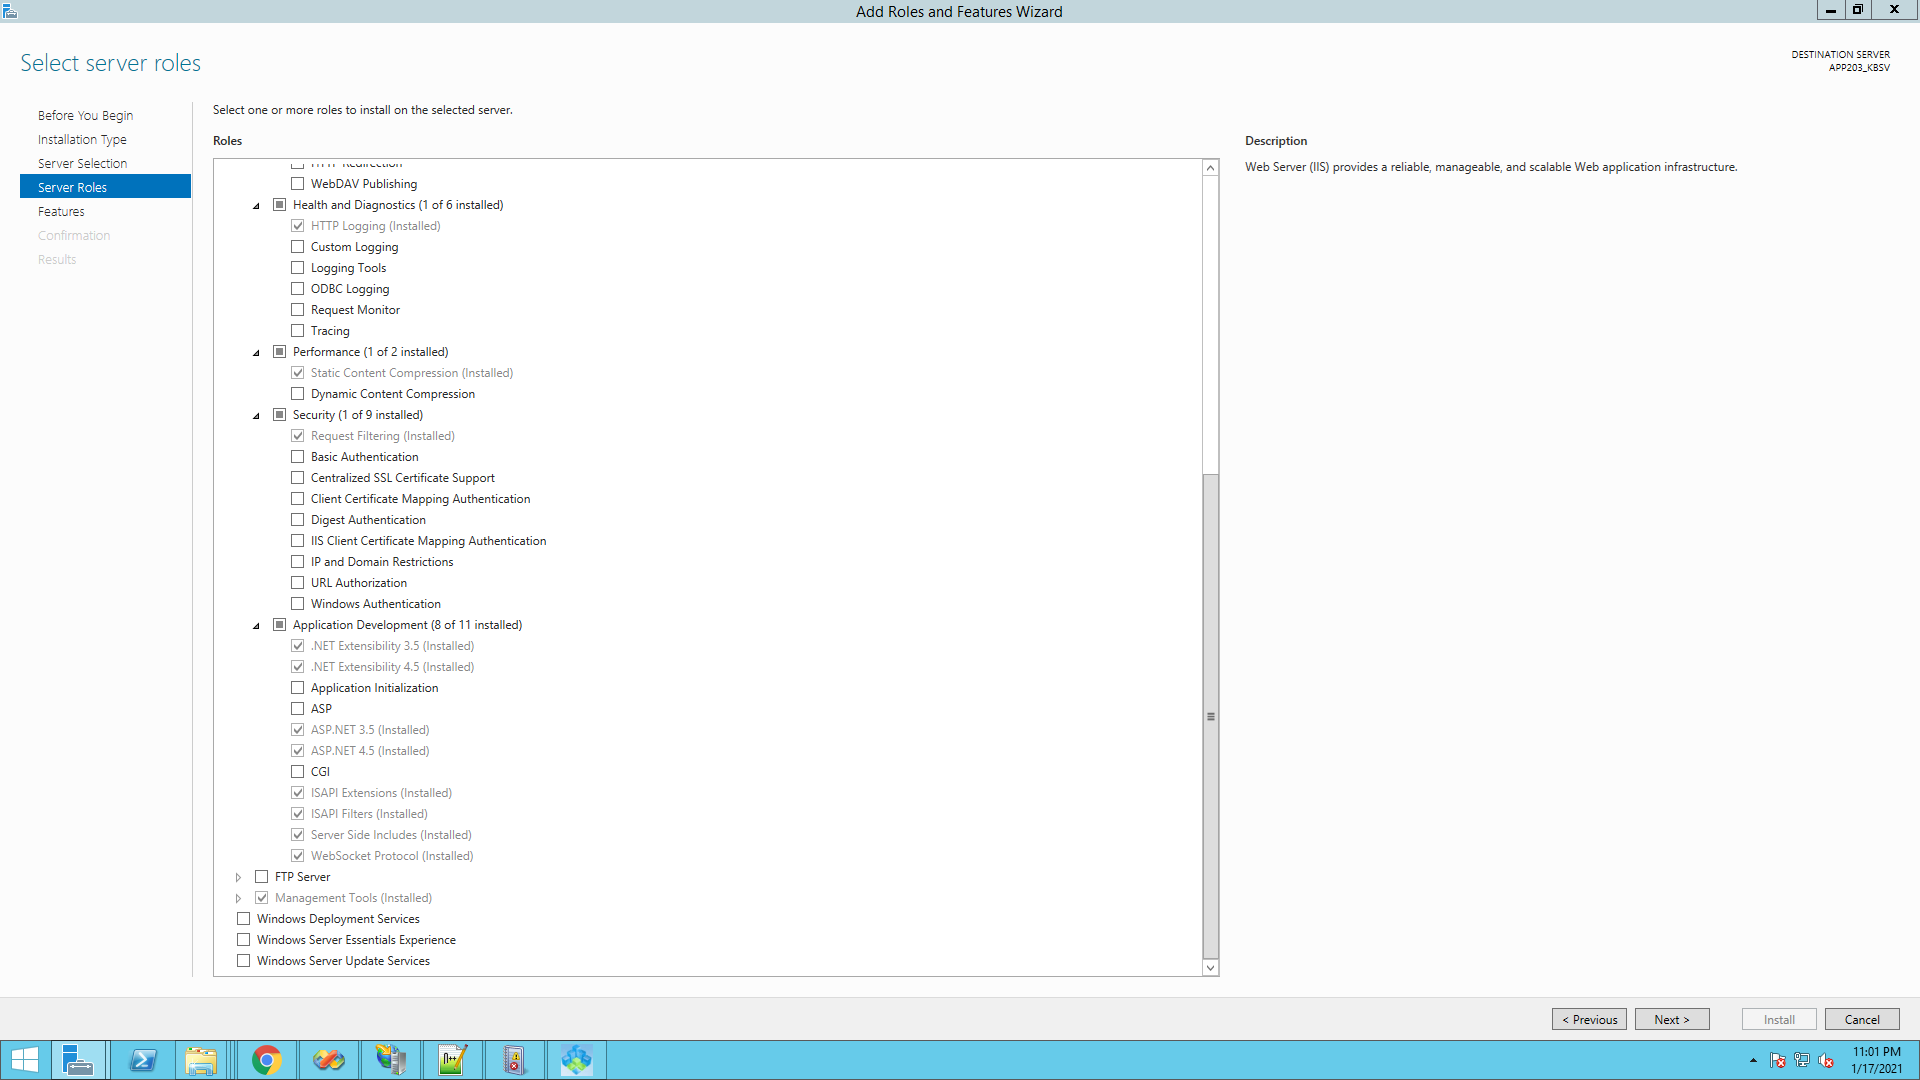 Add Roles and Features Wizard
Select server roles
DESTINATION SERVER
APP203_KBSV
Before You Begin
Installation Type
Server Selection
Server Roles
Features
Confirmation
Results
Select one or more roles to install on the selected server.
Roles
HTTP Redirection
WebDAV Publishing
Health and Diagnostics (1 of 6 installed)
HTTP Logging (Installed)
Custom Logging
Logging Tools
ODBC Logging
Request Monitor
Tracing
Performance (1 of 2 installed)
Static Content Compression (Installed)
Dynamic Content Compression
Security (1 of 9 installed)
Request Filtering (Installed)
Basic Authentication
Centralized SSL Certificate Support
Client Certificate Mapping Authentication
Digest Authentication
IIS Client Certificate Mapping Authentication
IP and Domain Restrictions
URL Authorization
Windows Authentication
Application Development (8 of 11 installed)
.NET Extensibility 3.5 (Installed)
.NET Extensibility 4.5 (Installed)
Application Initialization
ASP
ASP.NET 3.5 (Installed)
ASP.NET 4.5 (Installed)
CGI
ISAPI Extensions (Installed)
ISAPI Filters (Installed)
Server Side Includes (Installed)
WebSocket Protocol (Installed)
FTP Server
Management Tools (Installed)
Windows Deployment Services
Windows Server Essentials Experience
Windows Server Update Services
Description
Web Server (IIS) provides a reliable, manageable, and scalable Web application infrastructure.
< Previous
Next >
Install
Cancel
11:01 PM
1/17/2021